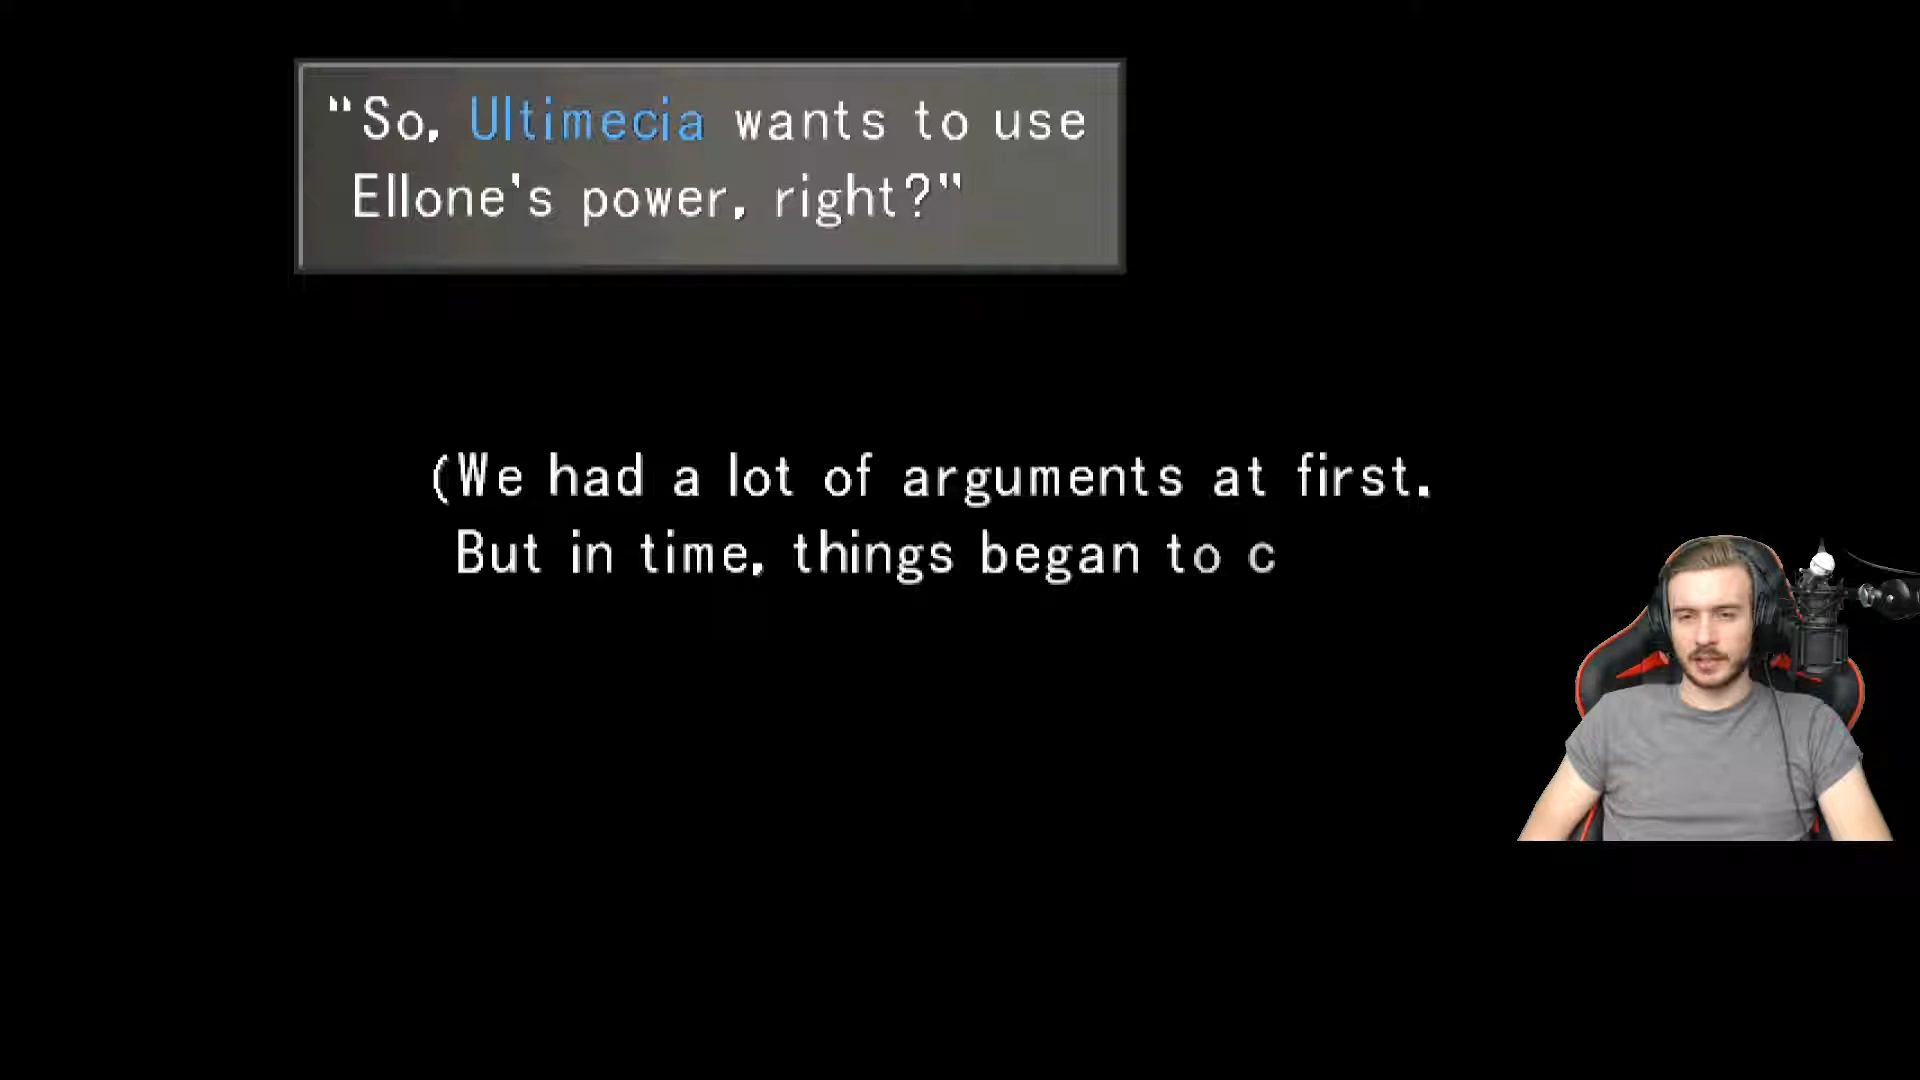 "So, Ultimecia wants to use
Ellone's power, right?"
(We had a lot of arguments at first.
But in time, things began to c